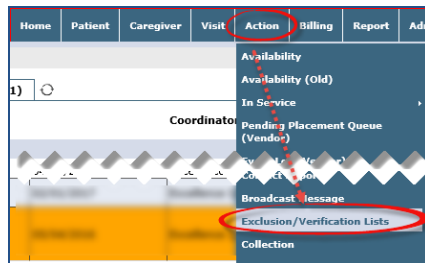 Home Patient Caregiver Visit Action Billing Report Ad
Availability
1)
Availability (Old)
In Service
Coordinator
Pending Placement Queue
(Vendor)
Broadcast Message
Exclusion/Verification Lists
Collection